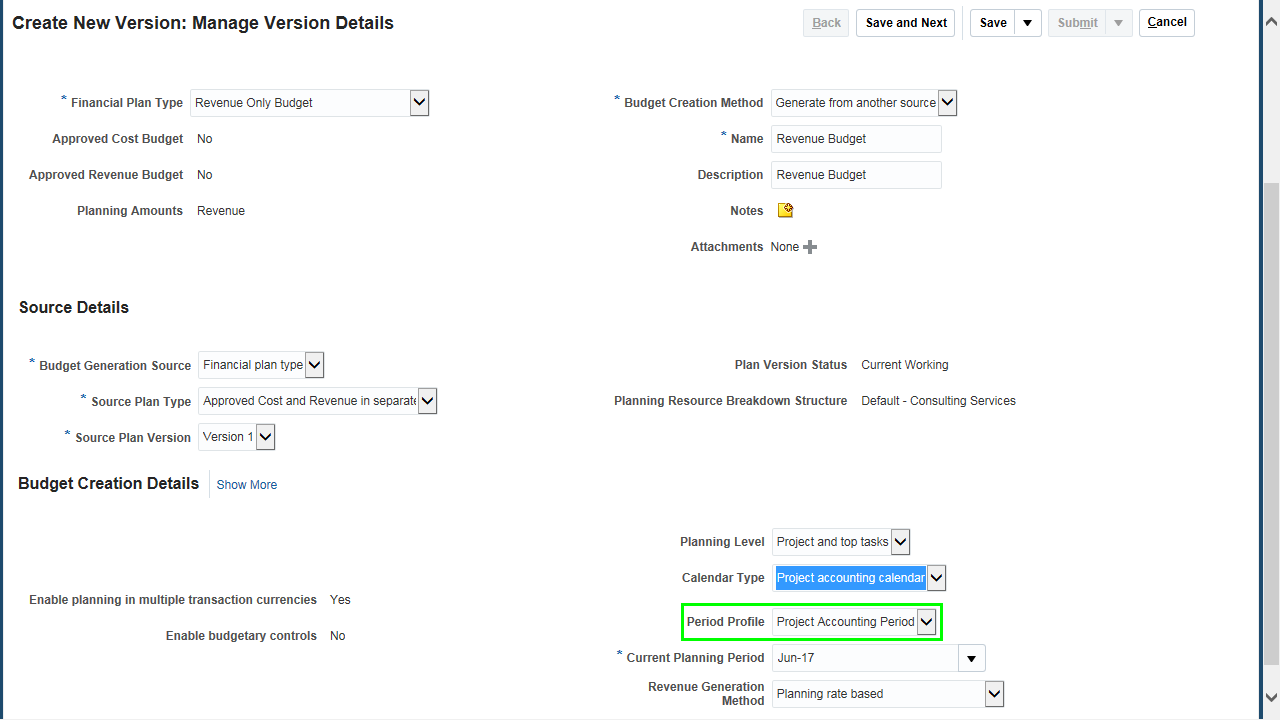 Create New Version: Manage Version Details
Back Save and Next Save Submit Cancel
* Financial Plan Type Revenue Only Budget
Approved Cost Budget No
Approved Revenue Budget No
Planning Amounts Revenue
* Budget Creation Method Generate from another source
* Name Revenue Budget
Description Revenue Budget
Notes
Attachments None
Source Details
* Budget Generation Source Financial plan type
* Source Plan Type Approved Cost and Revenue in separate
* Source Plan Version Version 1
Plan Version Status Current Working
Planning Resource Breakdown Structure Default - Consulting Services
Budget Creation Details Show More
Enable planning in multiple transaction currencies Yes
Enable budgetary controls No
Planning Level Project and top tasks
Calendar Type Project accounting calendar
Period Profile Project Accounting Period
* Current Planning Period Jun-17
Revenue Generation
Method Planning rate based